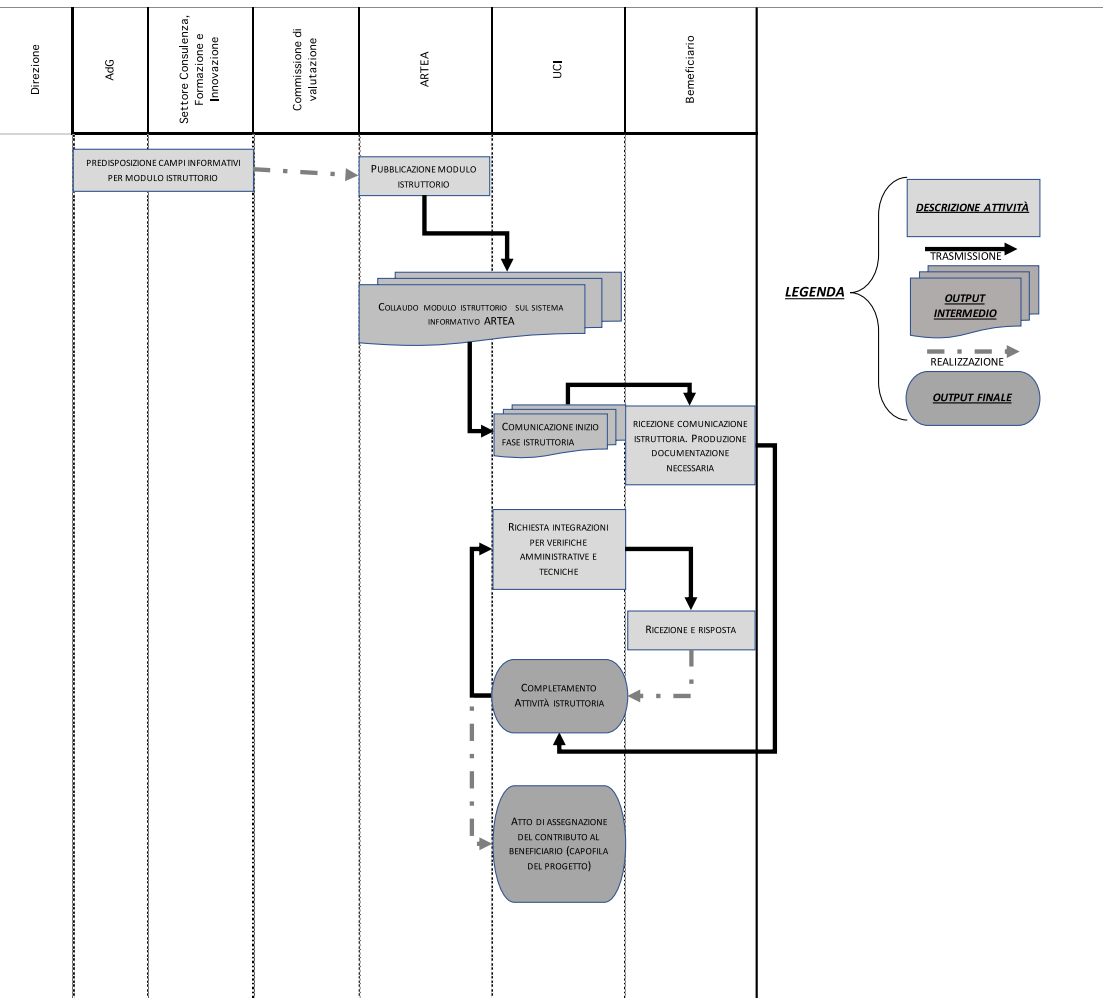 Direzione
AdG
Settore Consulenza,
Formazione e
Innovazione
Commissione di
valutazione
ARTEA
UCI
Bemeficiario
PREDISPOSIZIONE CAMPI INFORMATIVI
PER MODULO ISTRUTTORIO
PUBBLICAZIONE MODULO
ISTRUTTORIO
COLLAUDO MODULO ISTRUTTORIO SUL SISTEMA
INFORMATIVO ARTEA
COMUNICAZIONE INIZIO
FASE ISTRUTTORIA
RICEZIONE COMUNICAZIONE
ISTRUTTORIA. PRODUZIONE
DOCUMENTAZIONE
NECESSARIA
RICHIESTA INTEGRAZIONI
PER VERIFICHE
AMMINISTRATIVE E
TECNICHE
RICEZIONE E RISPOSTA
COMPLETAMENTO
ATTIVITÀ ISTRUTTORIA
ATTO DI ASSEGNAZIONE
DEL CONTRIBUTO AL
BENEFICIARIO (CAPOFILA
DEL PROGETTO)
LEGENDA
DESCRIZIONE ATTIVITÀ
TRASMISSIONE
OUTPUT
INTERMEDIO
REALIZZAZIONE
OUTPUT FINALE